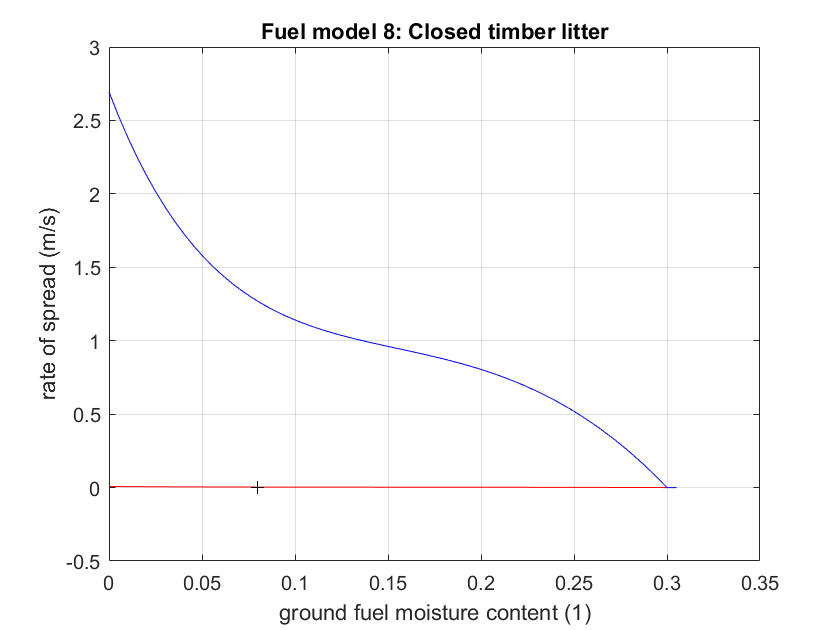 Fuel model 8: Closed timber litter
3
2.5
2
1.5
1
0.5
0
-0.5
rate of spread (m/s)
0 0.05 0.1 0.15 0.2 0.25 0.3 0.35
ground fuel moisture content (1)